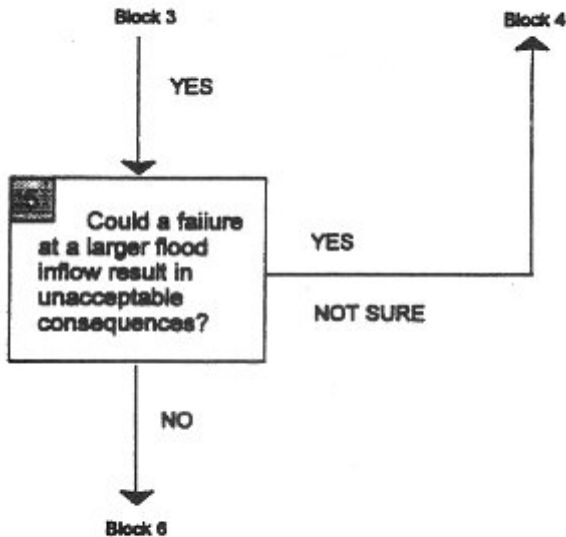 Block 3
Block 4
YES
Could a failure
at a larger flood
inflow result in
unacceptable
consequences?
YES
NOT SURE
NO
Block 6